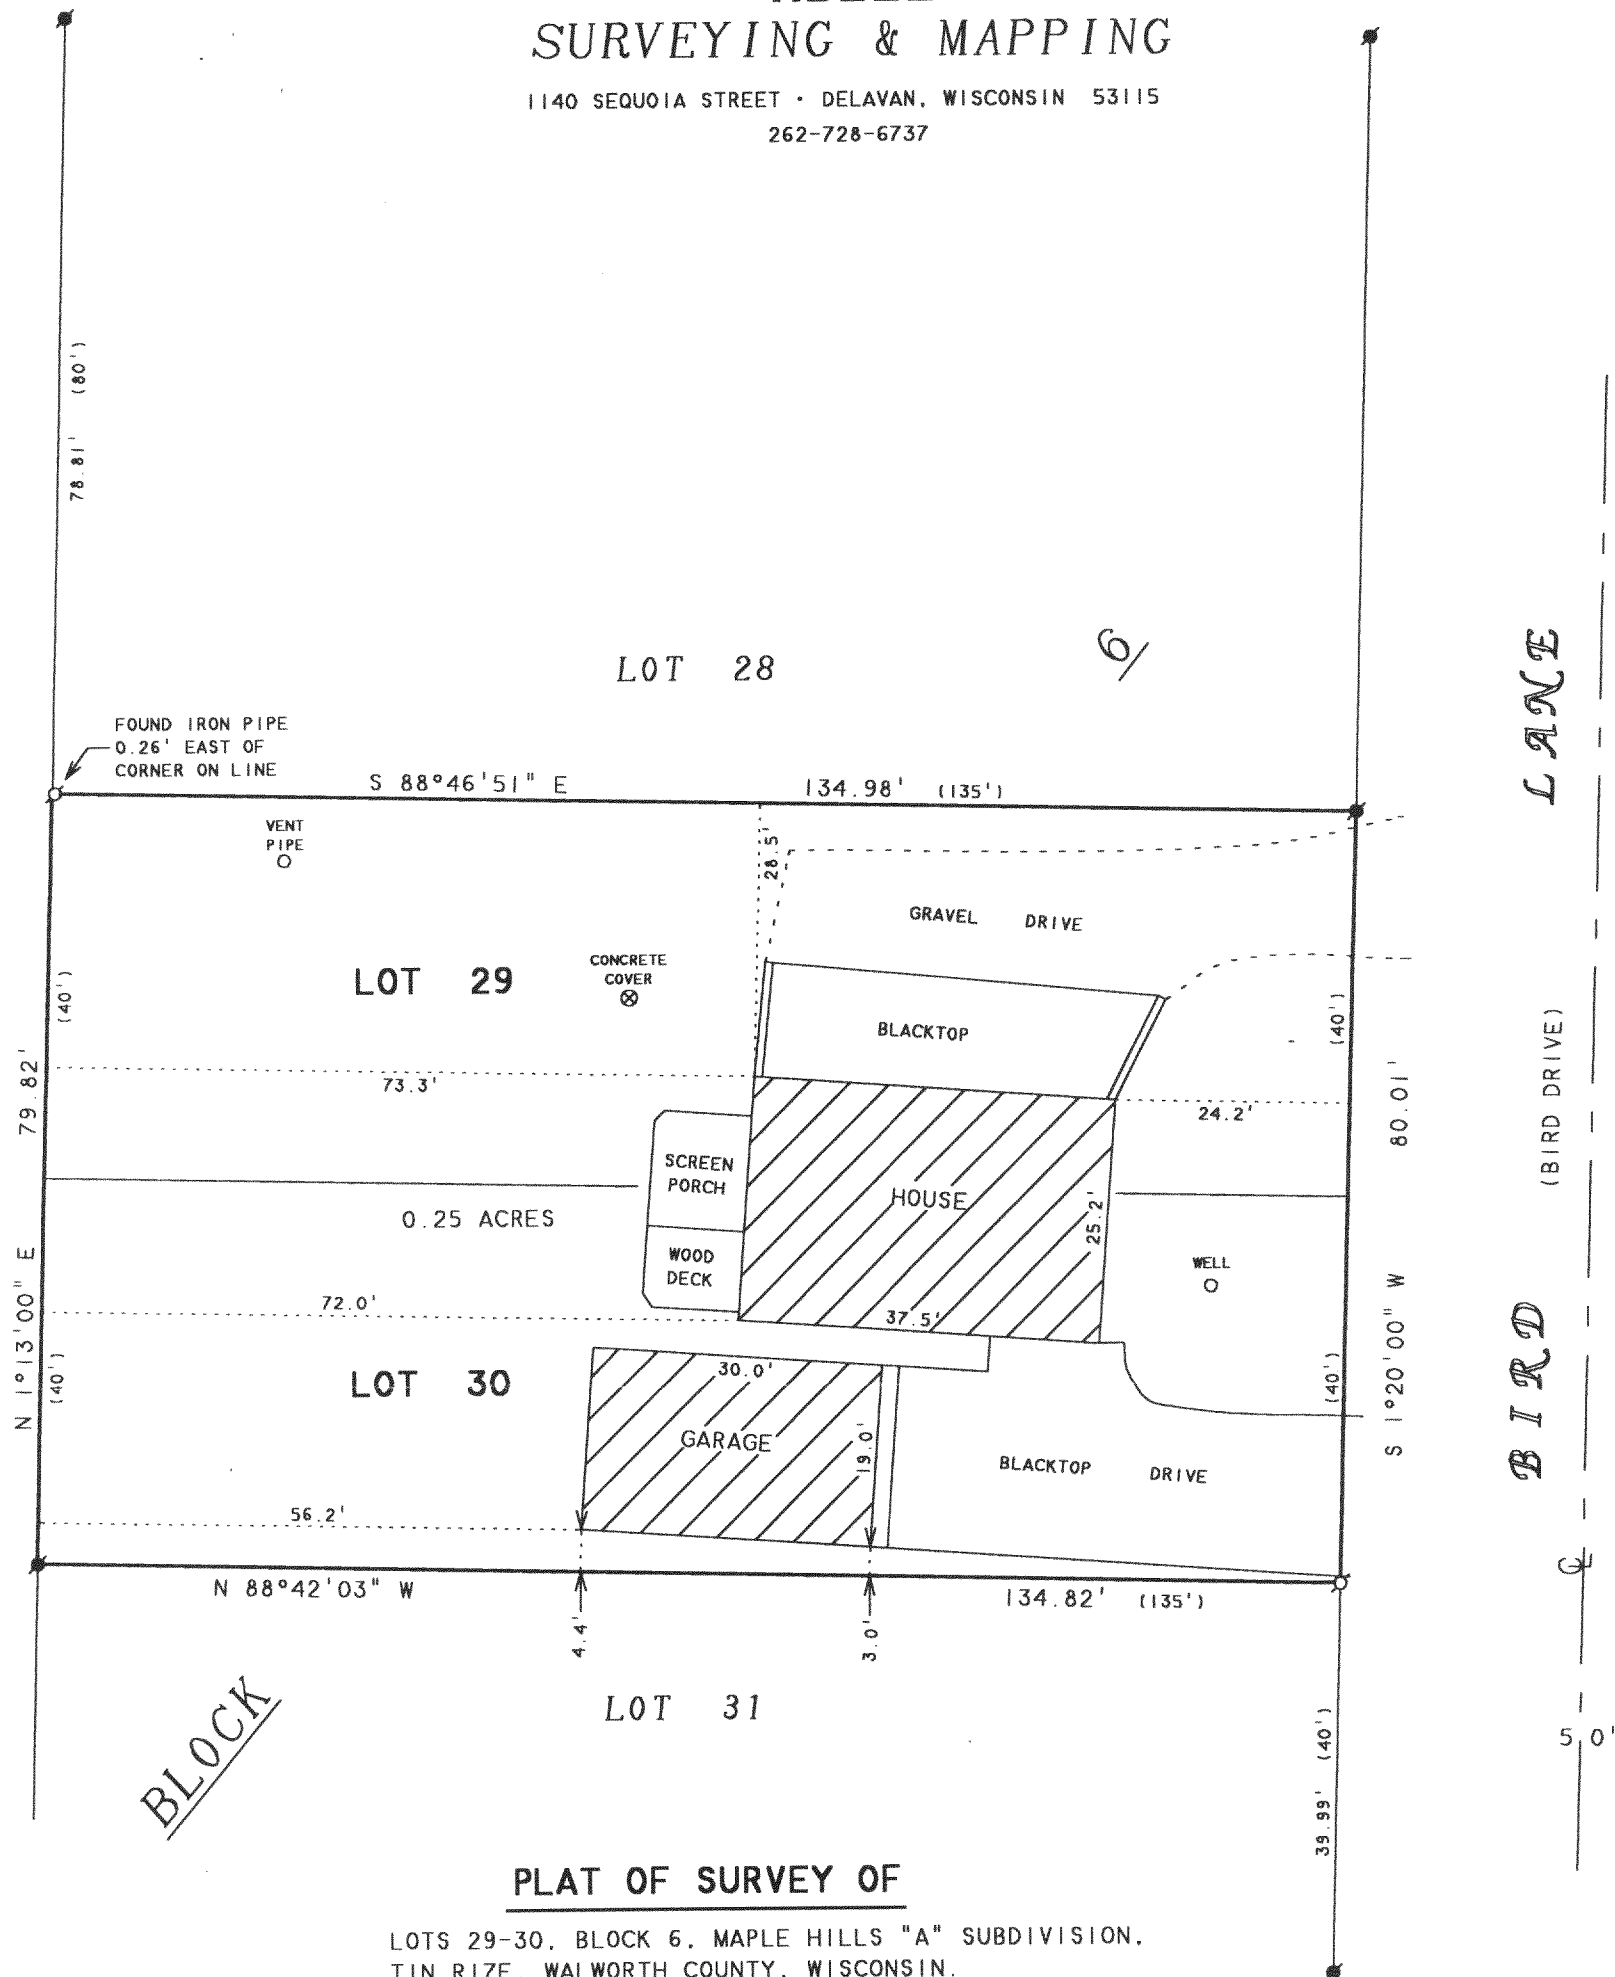 SURVEYING & MAPPING
1140 SEQUOIA STREET • DELAVAN, WISCONSIN 53115
262-728-6737
78.81' (80')
LOT 28
6
FOUND IRON PIPE
0.26' EAST OF
CORNER ON LINE
S 88°46'51" E 134.98' (135')
VENT
PIPE
28.5'
GRAVEL DRIVE
LOT 29
CONCRETE
COVER
BLACKTOP
(40')
(40')
73.3'
24.2'
N 1°13'00" E 79.82'
S 1°20'00" W 80.01'
SCREEN
PORCH
HOUSE
25.2'
0.25 ACRES
WOOD
DECK
WELL
72.0'
37.5'
LOT 30
(40')
(40')
30.0'
GARAGE
19.0'
BLACKTOP DRIVE
56.2'
N 88°42'03" W 134.82' (135')
4.4'
3.0'
LOT 31
BLOCK
39.99' (40')
BIRD LANE
(BIRD DRIVE)
50'
PLAT OF SURVEY OF
LOTS 29-30, BLOCK 6, MAPLE HILLS "A" SUBDIVISION,
T1N R17E, WALWORTH COUNTY, WISCONSIN.